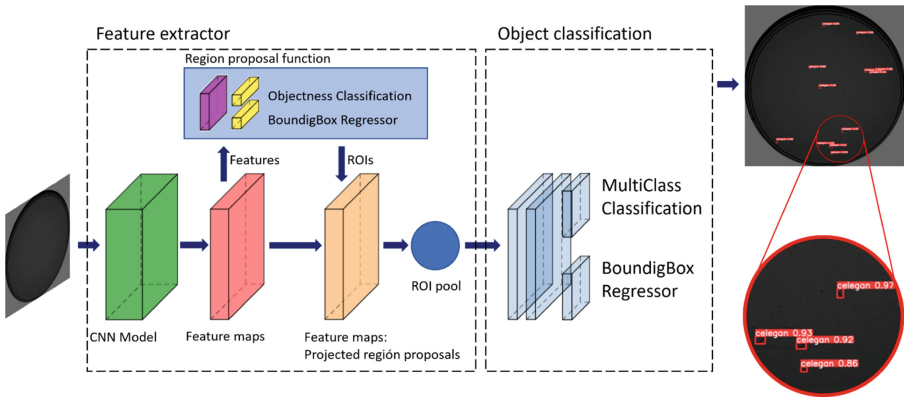 Feature extractor
Object classification
Region proposal function
Objectness Classification
BoundigBox Regressor
Features
ROIs
MultiClass
Classification
BoundigBox
Regressor
CNN Model
Feature maps
Feature maps:
Projected región proposals
ROI pool
celegan 0.97
celegan 0.93
celegan 0.92
celegan 0.86